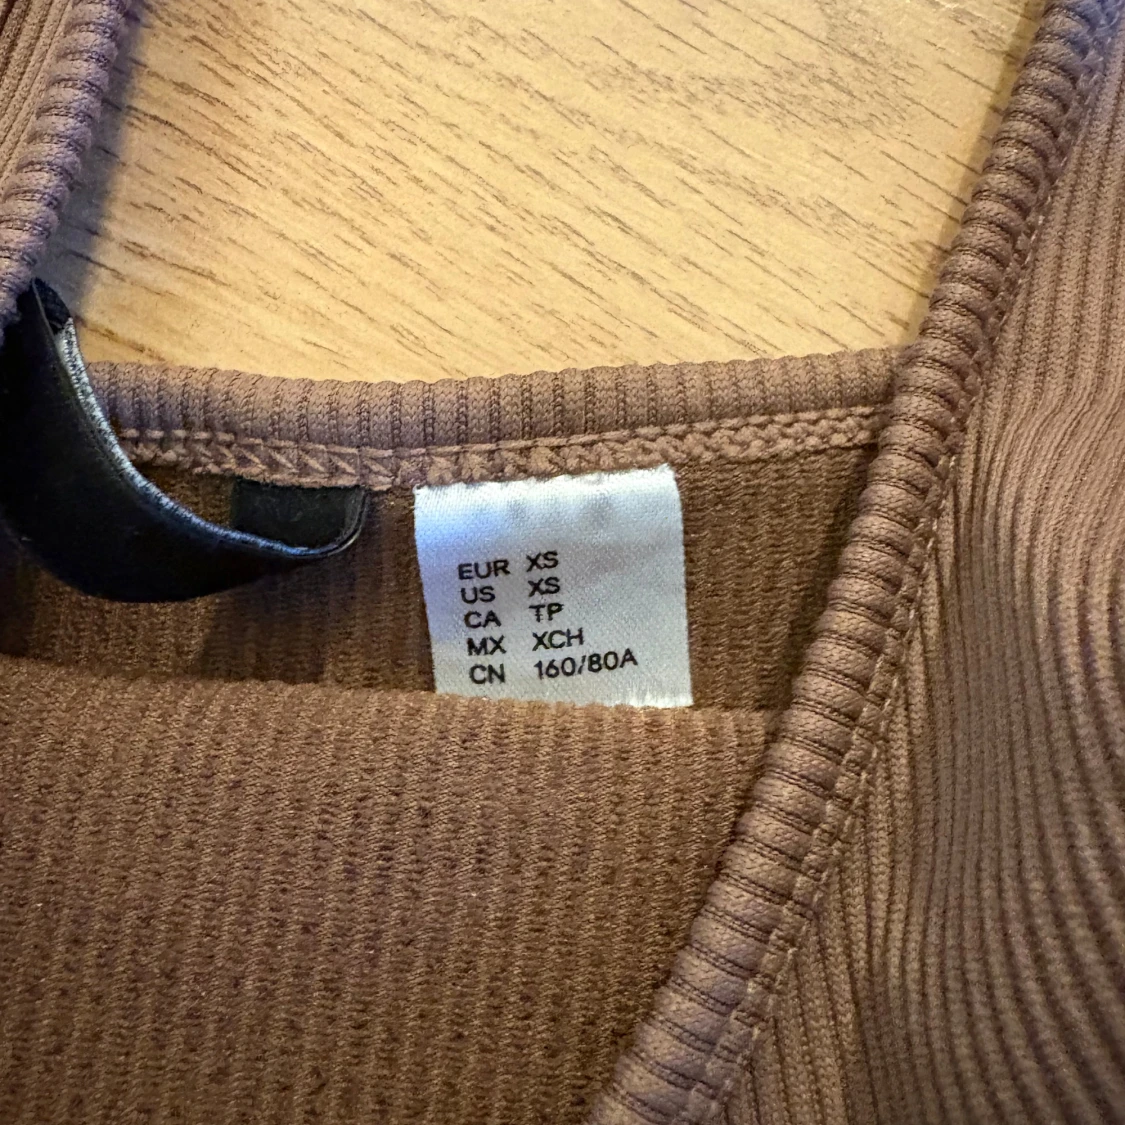 EUR XS
US XS
CA TP
MX XCH
CN 160/80A